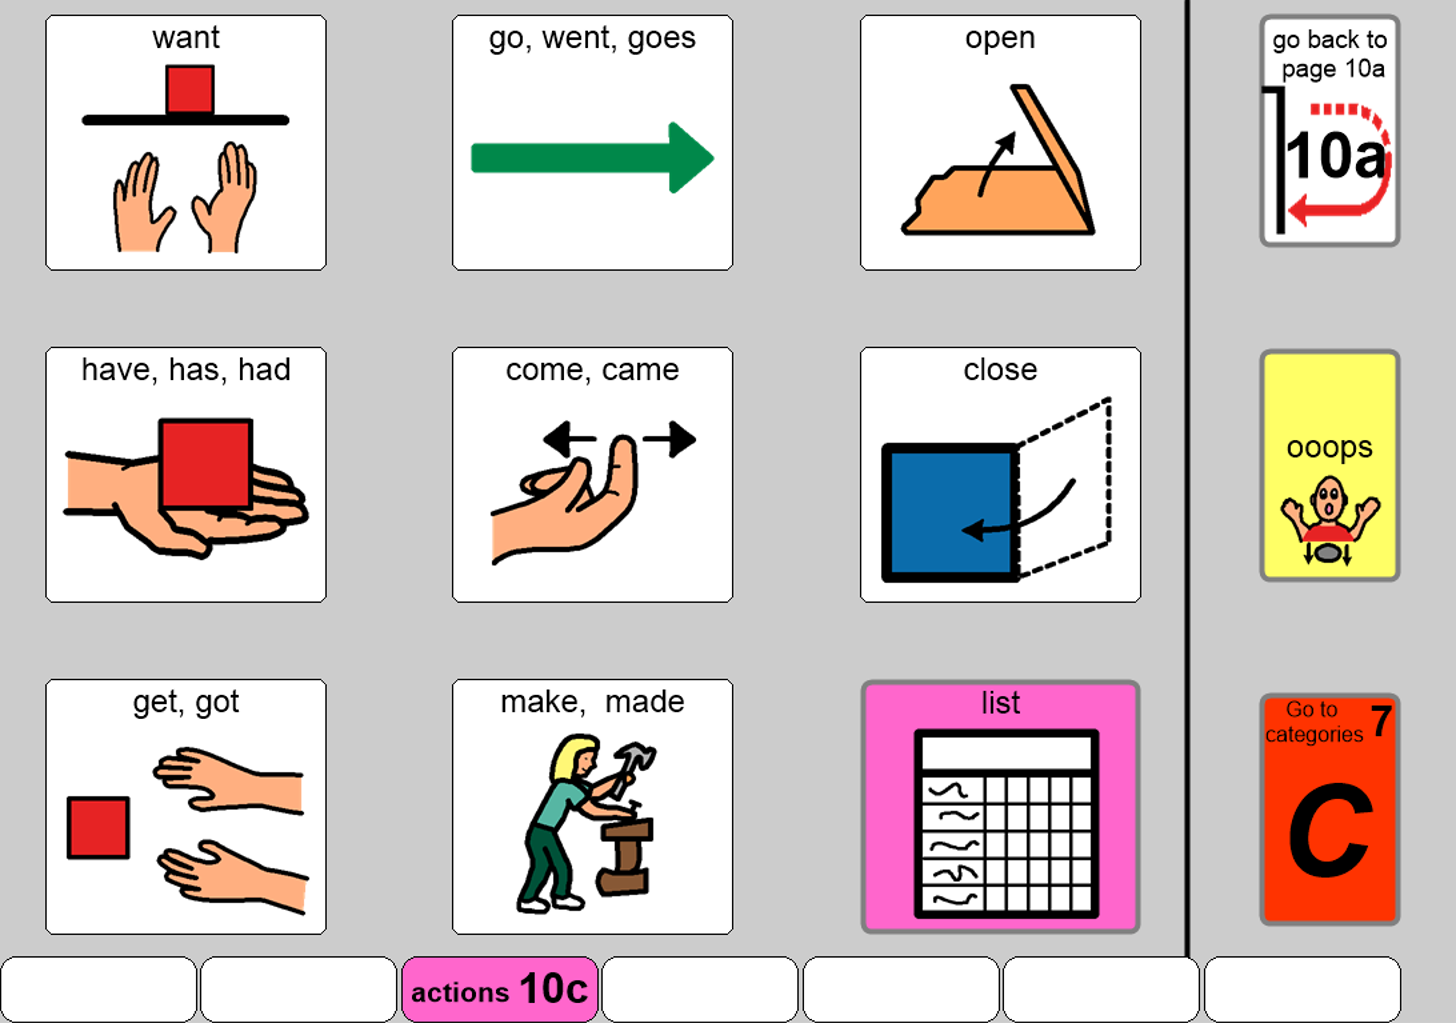 want
go, went, goes
open
go back to
page 10a
10a
have, has, had
come, came
close
ooops
get, got
make, made
list
Go to
categories 7
C
actions 10c